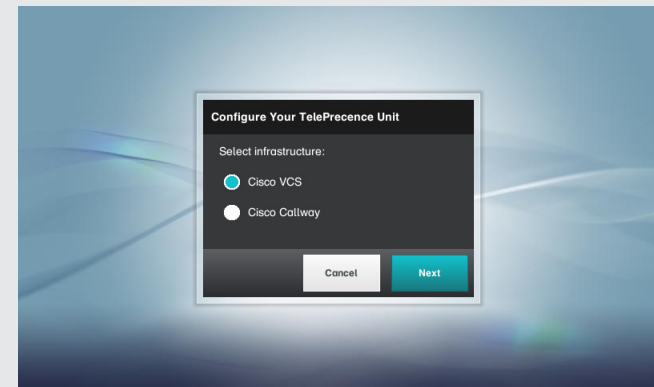 Configure Your TelePrecence Unit
Select infrastructure:
Cisco VCS
Cisco Callway
Cancel Next